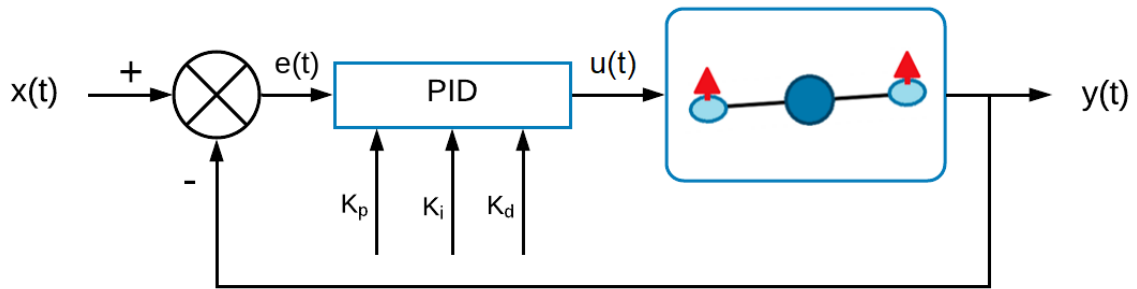 x(t)
+
e(t)
PID
u(t)
y(t)
-
Kp
Ki
Kd